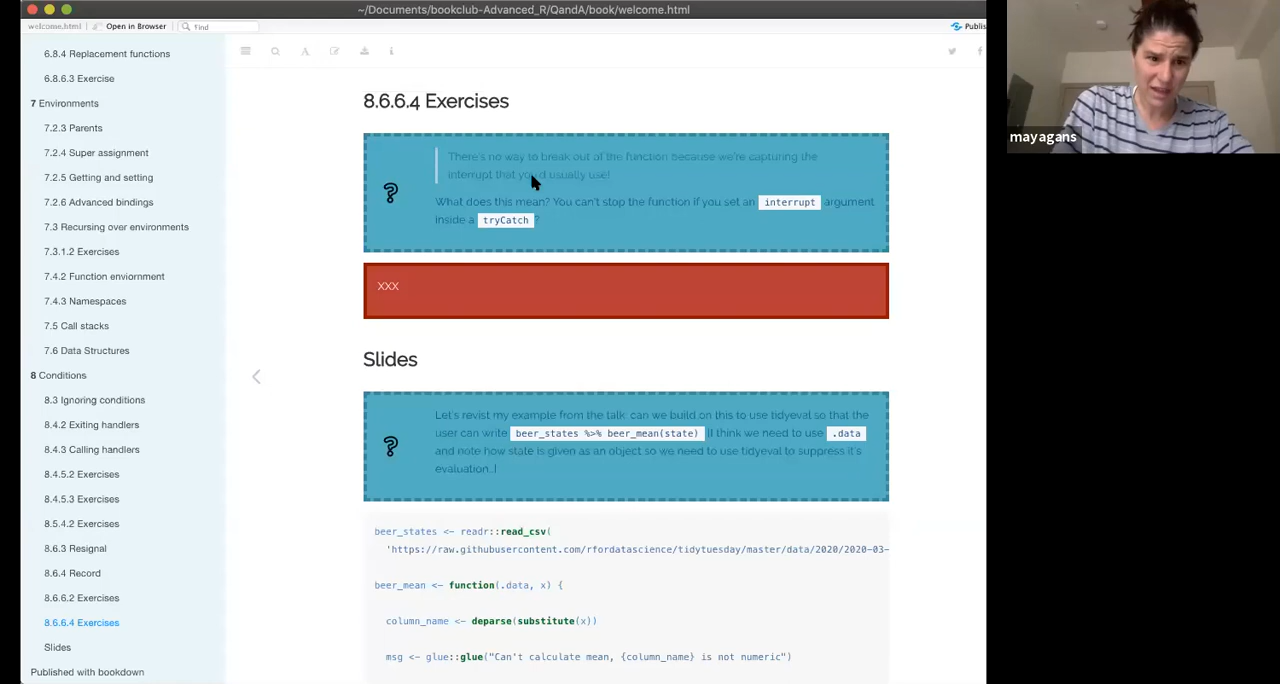 ~/Documents/bookclub-Advanced_R/QandA/book/welcome.html
welcome.html
Open in Browser
Find
Publis
6.8.4 Replacement functions
6.8.6.3 Exercise
7 Environments
7.2.3 Parents
7.2.4 Super assignment
7.2.5 Getting and setting
7.2.6 Advanced bindings
7.3 Recursing over environments
7.3.1.2 Exercises
7.4.2 Function enviornment
7.4.3 Namespaces
7.5 Call stacks
7.6 Data Structures
8 Conditions
8.3 Ignoring conditions
8.4.2 Exiting handlers
8.4.3 Calling handlers
8.4.5.2 Exercises
8.4.5.3 Exercises
8.5.4.2 Exercises
8.6.3 Resignal
8.6.4 Record
8.6.6.2 Exercises
8.6.6.4 Exercises
Slides
Published with bookdown
8.6.6.4 Exercises
There's no way to break out of the function because we're capturing the
interrupt that you'd usually use!
What does this mean? You can't stop the function if you set an interrupt argument
inside a tryCatch ?
XXX
Slides
Let's revist my example from the talk: can we build on this to use tidyeval so that the
user can write beer_states %>% beer_mean(state) [I think we need to use .data
and note how state is given as an object so we need to use tidyeval to suppress it's
evaluation…]
beer_states <- readr::read_csv(
'https://raw.githubusercontent.com/rfordatascience/tidytuesday/master/data/2020/2020-03-
beer_mean <- function(.data, x) {
column_name <- deparse(substitute(x))
msg <- glue::glue("Can't calculate mean, {column_name} is not numeric")
mayagans